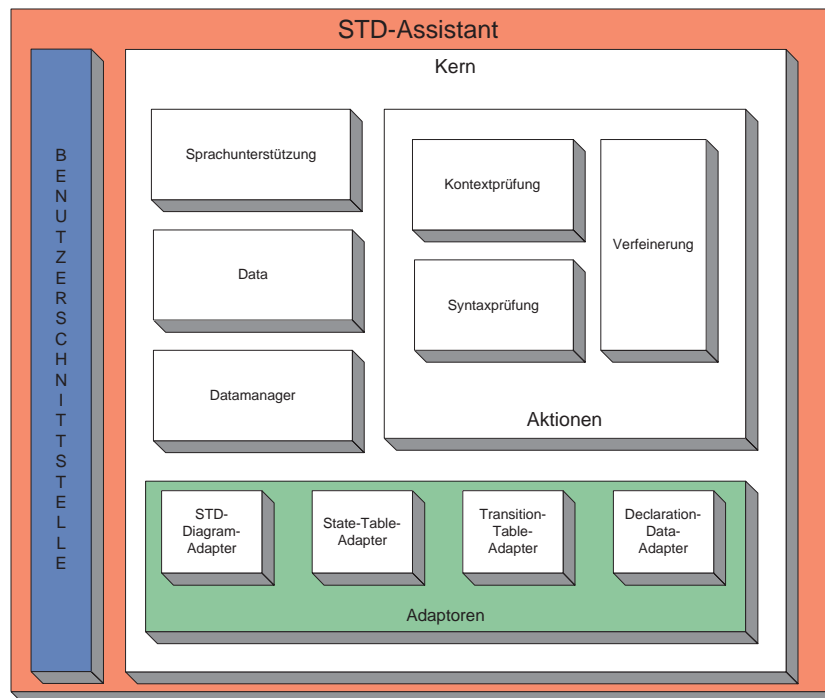 STD-Assistant
BENUTZERSCHNITTSTELLE
Kern
Sprachunterstützung
Data
Datamanager
Kontextprüfung
Syntaxprüfung
Verfeinerung
Aktionen
STD-
Diagram-
Adapter
State-Table-
Adapter
Transition-
Table-
Adapter
Declaration-
Data-
Adapter
Adaptoren